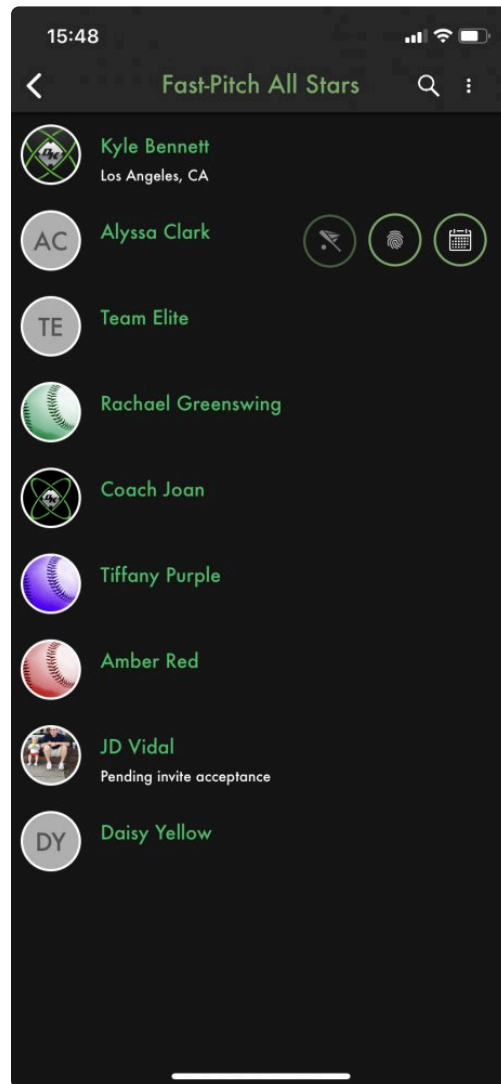 15:48
Fast-Pitch All Stars
Kyle Bennett
Los Angeles, CA
AC
Alyssa Clark
TE
Team Elite
Rachael Greenswing
Coach Joan
Tiffany Purple
Amber Red
JD Vidal
Pending invite acceptance
DY
Daisy Yellow